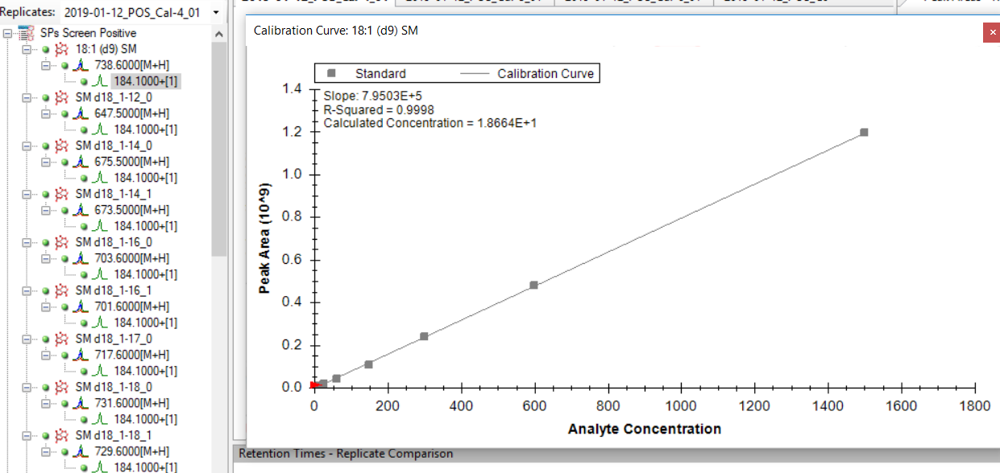 Replicates: 2019-01-12_POS_Cal-4_01
SPs Screen Positive
18:1 (d9) SM
738.6000[M+H]
184.1000+[1]
SM d18_1-12_0
647.5000[M+H]
184.1000+[1]
SM d18_1-14_0
675.5000[M+H]
184.1000+[1]
SM d18_1-14_1
673.5000[M+H]
184.1000+[1]
SM d18_1-16_0
703.6000[M+H]
184.1000+[1]
SM d18_1-16_1
701.6000[M+H]
184.1000+[1]
SM d18_1-17_0
717.6000[M+H]
184.1000+[1]
SM d18_1-18_0
731.6000[M+H]
184.1000+[1]
SM d18_1-18_1
729.6000[M+H]
184.1000+[1]
Calibration Curve: 18:1 (d9) SM
Standard Calibration Curve
Slope: 7.9503E+5
R-Squared = 0.9998
Calculated Concentration = 1.8664E+1
Peak Area (10^9)
1.4
1.2
1.0
0.8
0.6
0.4
0.2
0.0
0 200 400 600 800 1000 1200 1400 1600 1800
Analyte Concentration
Retention Times - Replicate Comparison